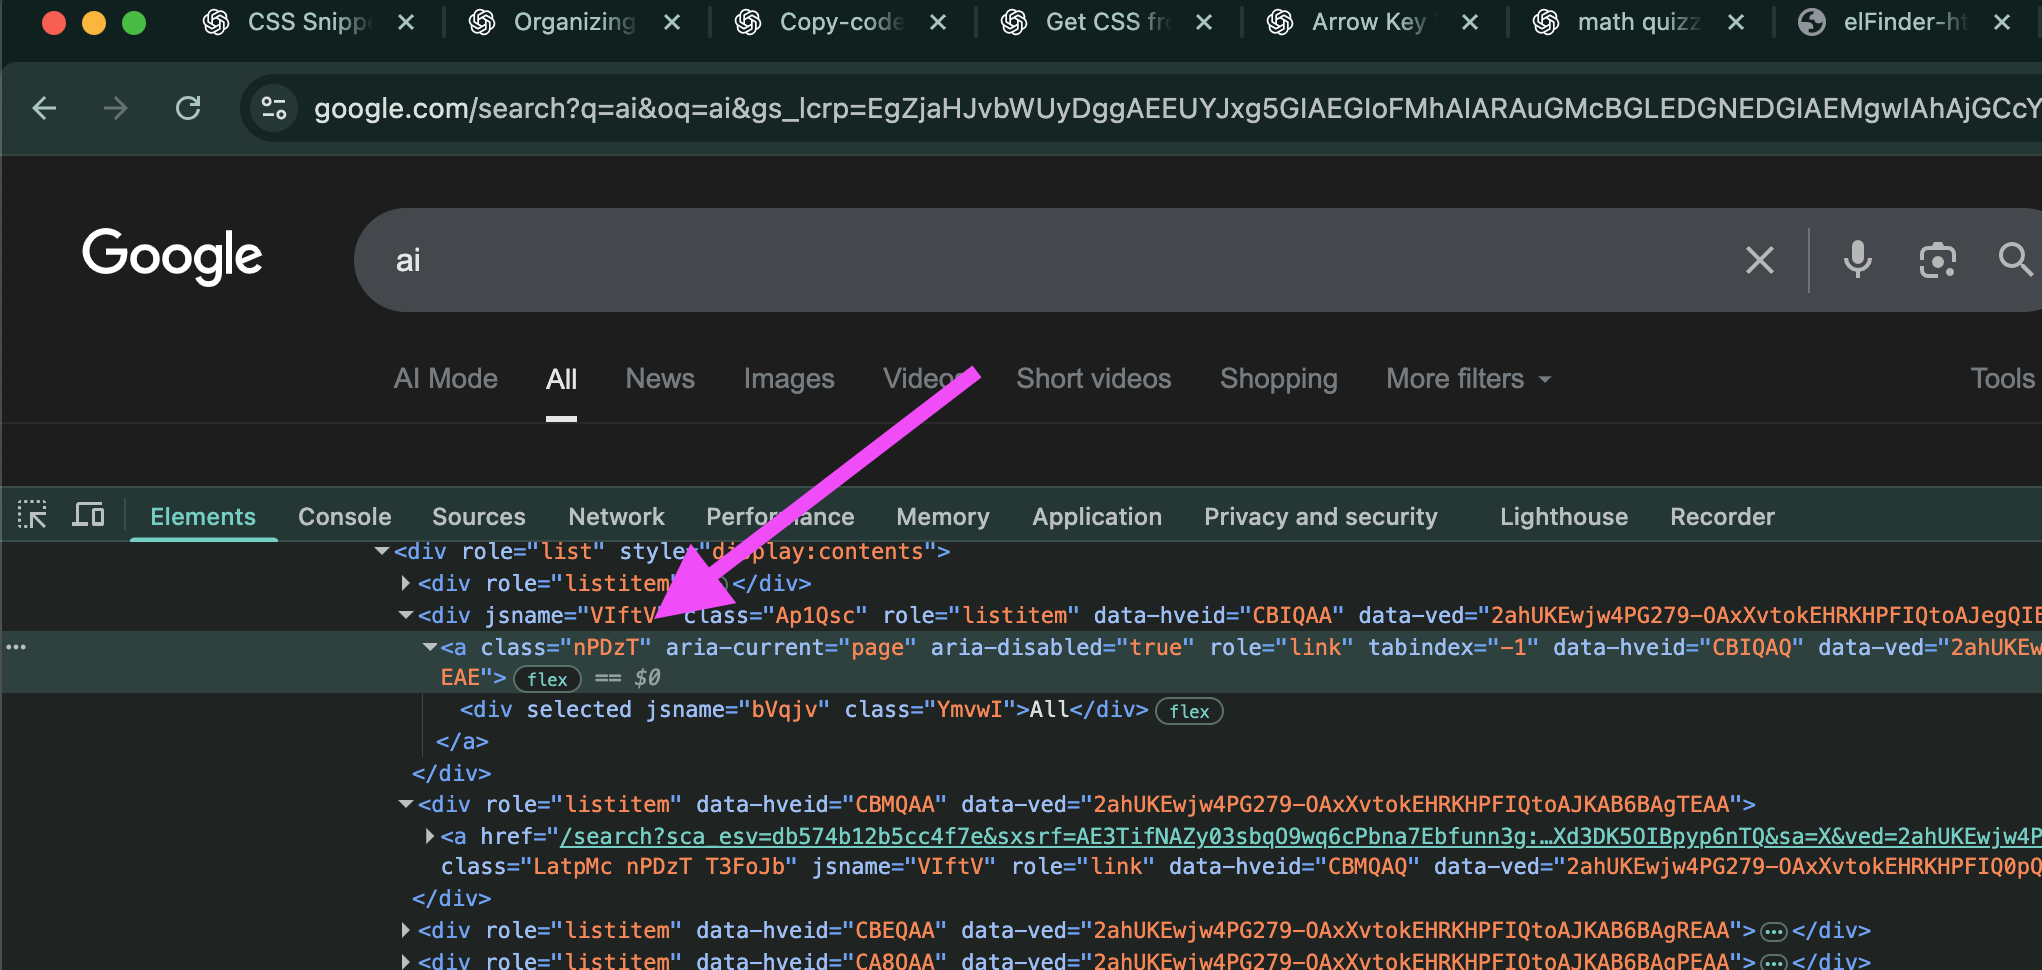 CSS Snipp
Organizing
Copy-code
Get CSS fr
Arrow Key
math quizz
elFinder-ht
google.com/search?q=ai&oq=ai&gs_lcrp=EgZjaHJvbWUyDggAEEUYJxg5GIAEGIoFMhAIARAuGMcBGLEDGNEDGIAEMgwIAhAjGCcY
Google
ai
AI Mode All News Images Videos Short videos Shopping More filters Tools
Elements Console Sources Network Performance Memory Application Privacy and security Lighthouse Recorder
<div role="list" style="display:contents">
<div role="listitem" </div>
<div jsname="VIftV" class="Ap1Qsc" role="listitem" data-hveid="CBIQAA" data-ved="2ahUKEwjw4PG279-OAxXvtokEHRKHPFIQtoAJegQIE
<a class="nPDzT" aria-current="page" aria-disabled="true" role="link" tabindex="-1" data-hveid="CBIQAQ" data-ved="2ahUKEw
EAE"> flex == $0
<div selected jsname="bVqjv" class="YmvwI">All</div> flex
</a>
</div>
<div role="listitem" data-hveid="CBMQAA" data-ved="2ahUKEwjw4PG279-OAxXvtokEHRKHPFIQtoAJKAB6BAgTEAA">
<a href="/search?sca_esv=db574b12b5cc4f7e&sxsrf=AE3TifNAZy03sbqO9wq6cPbna7Ebfunn3g:…Xd3DK5OIBpyp6nTQ&sa=X&ved=2ahUKEwjw4P
class="LatpMc nPDzT T3FoJb" jsname="VIftV" role="link" data-hveid="CBMQAQ" data-ved="2ahUKEwjw4PG279-OAxXvtokEHRKHPFIQ0pQ
</div>
<div role="listitem" data-hveid="CBEQAA" data-ved="2ahUKEwjw4PG279-OAxXvtokEHRKHPFIQtoAJKAB6BAgREAA"></div>
<div role="listitem" data-hveid="CA8QAA" data-ved="2ahUKEwjw4PG279-OAxXvtokEHRKHPFIQtoAJKAB6BAgPEAA"></div>